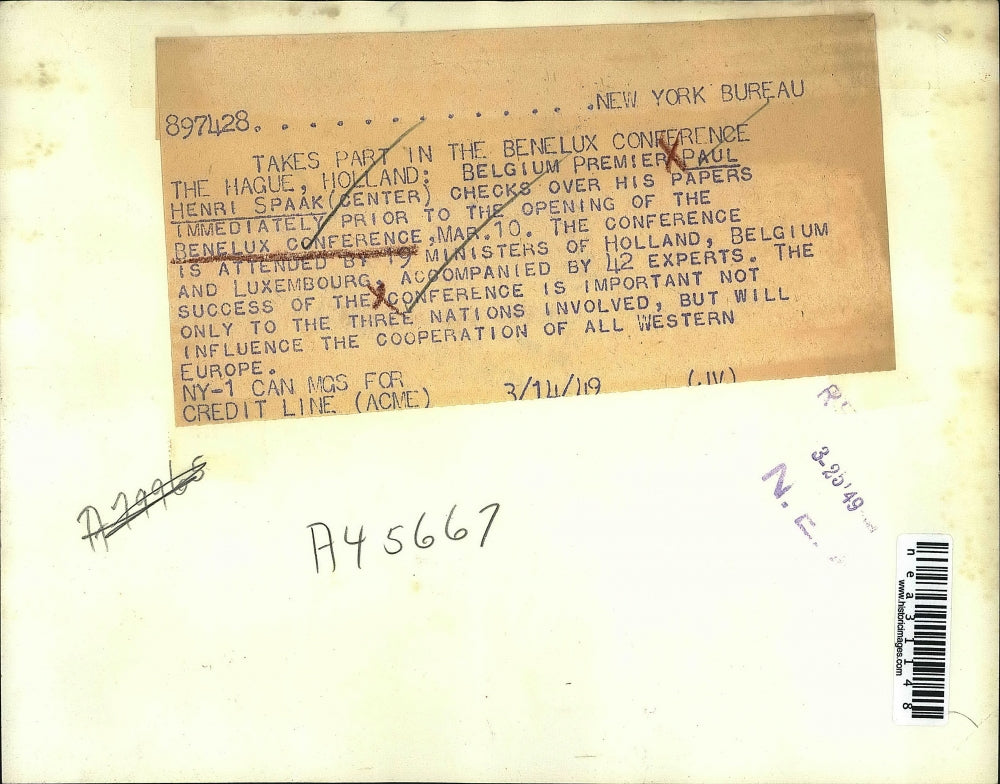 897428. . . . . . . . . . . . . .NEW YORK BUREAU
TAKES PART IN THE BENELUX CONFERENCE
THE HAGUE, HOLLAND: BELGIUM PREMIER PAUL
HENRI SPAAK(CENTER) CHECKS OVER HIS PAPERS
IMMEDIATELY PRIOR TO THE OPENING OF THE
BENELUX CONFERENCE,MAR.10. THE CONFERENCE
IS ATTENDED BY 19 MINISTERS OF HOLLAND, BELGIUM
AND LUXEMBOURG, ACCOMPANIED BY 42 EXPERTS. THE
SUCCESS OF THE CONFERENCE IS IMPORTANT NOT
ONLY TO THE THREE NATIONS INVOLVED, BUT WILL
INFLUENCE THE COOPERATION OF ALL WESTERN
EUROPE.
NY-1 CAN MGS FOR
CREDIT LINE (ACME) 3/14/49 (JV)
3-25'49
N. E.
A45667
nea31148
www.historicimages.com